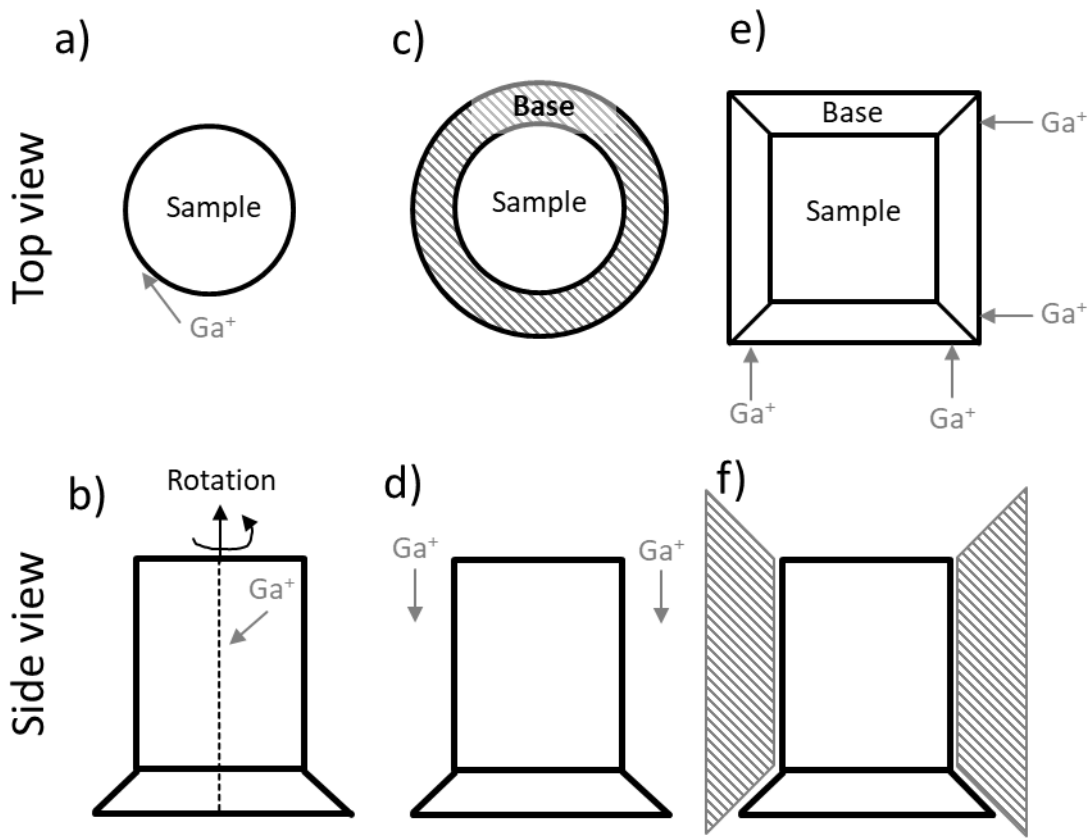 Top view
a)
Sample
Ga⁺
c)
Base
Sample
e)
Base
Sample
Ga⁺
Ga⁺
Ga⁺
Ga⁺
Side view
b)
Rotation
Ga⁺
d)
Ga⁺
Ga⁺
f)